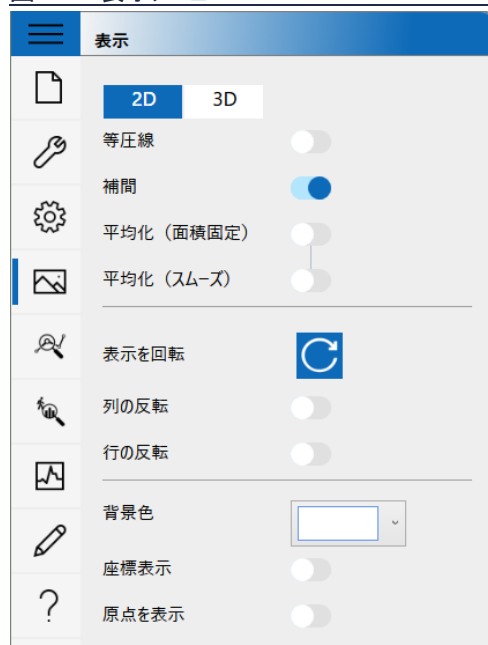 表示
2D 3D
等圧線
補間
平均化（面積固定）
平均化（スムーズ）
表示を回転
列の反転
行の反転
背景色
座標表示
原点を表示